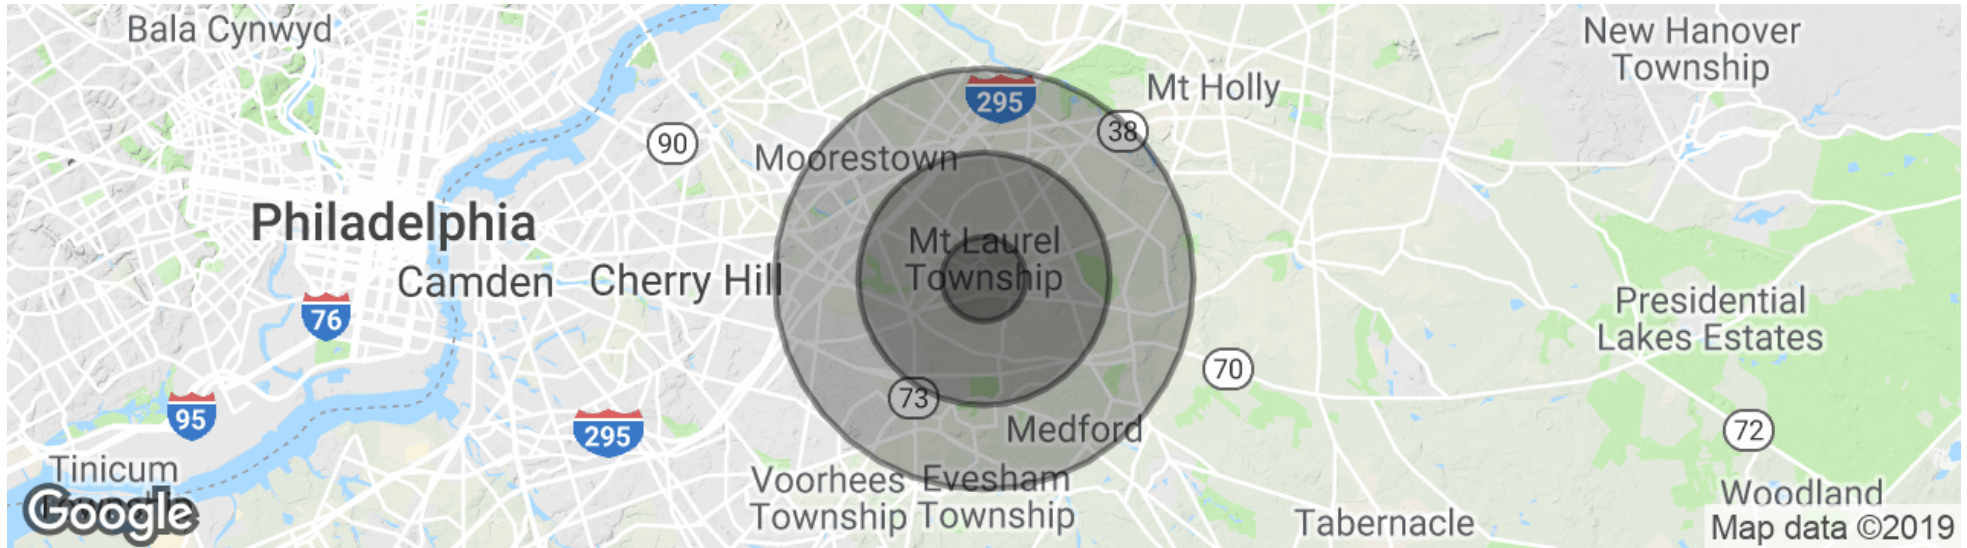 Bala Cynwyd
New Hanover
Township
295
Mt Holly
38
90
Moorestown
Philadelphia
Mt Laurel
Township
Camden
Cherry Hill
76
Presidential
Lakes Estates
70
73
95
295
Medford
72
Tinicum
Voorhees
Township
Evesham
Township
Woodland
Tabernacle
Google
Map data ©2019